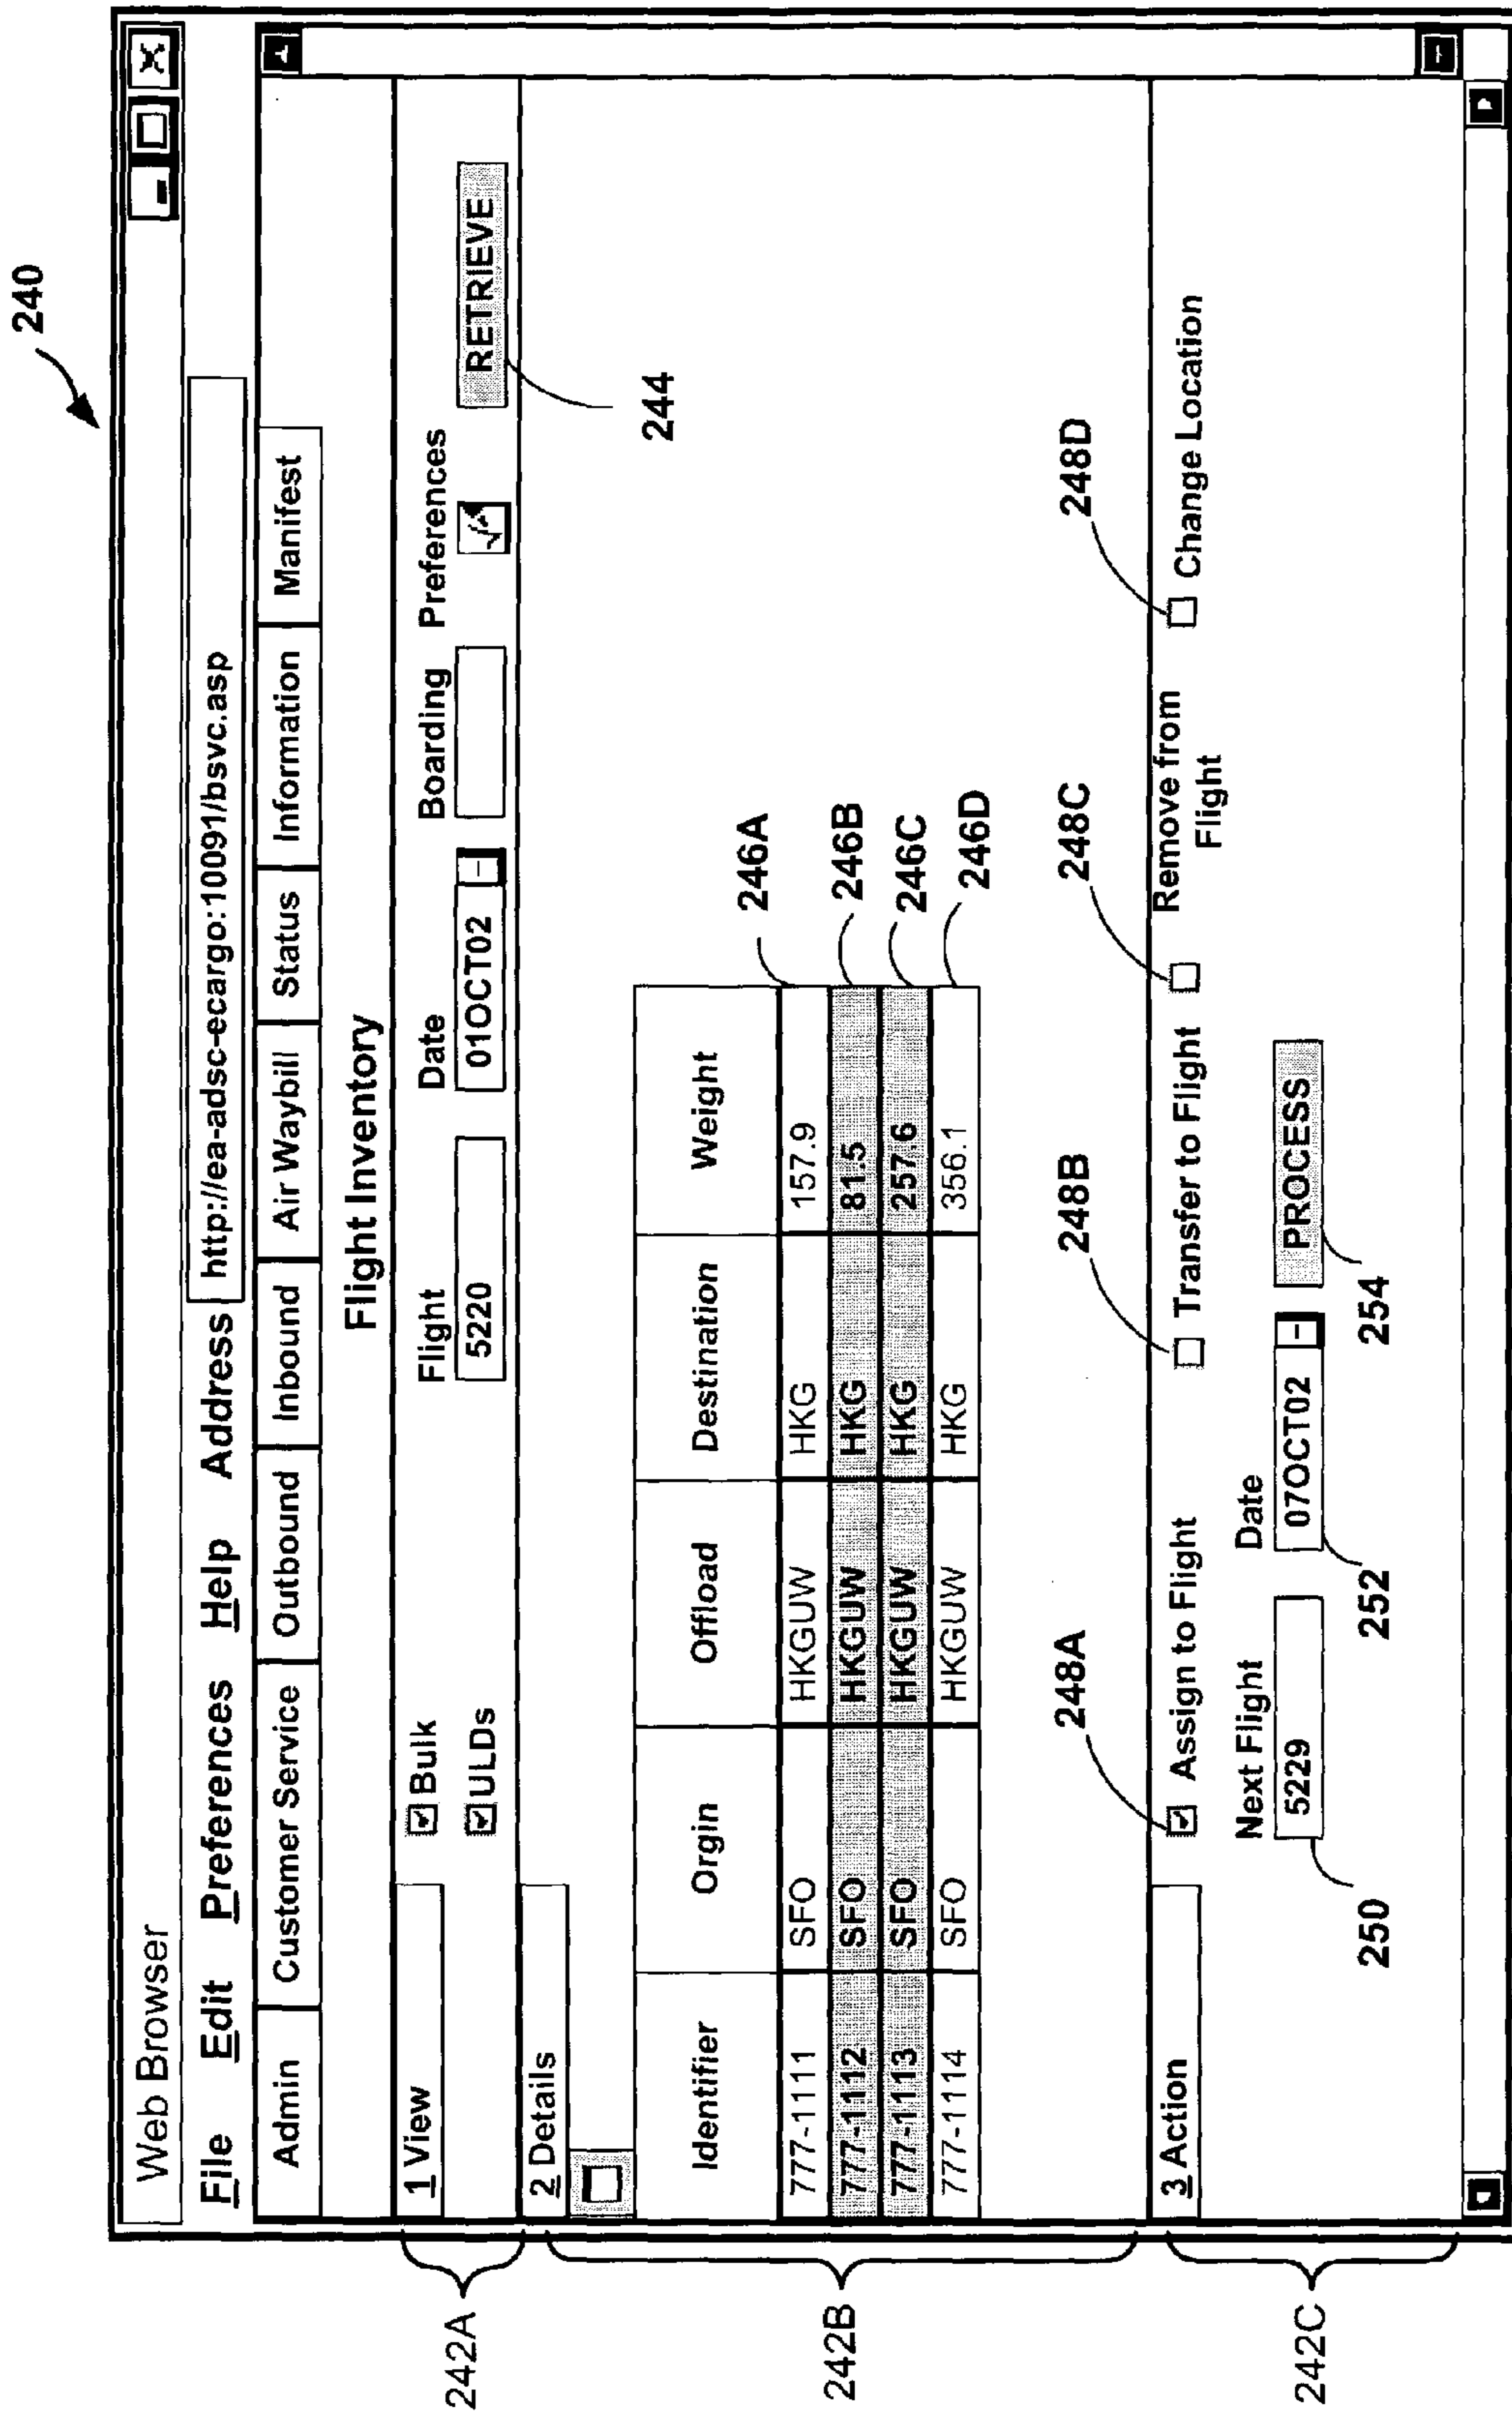 240
Web Browser
File Edit Preferences Help Address http://ea-adsc-ecargo:10091/bsvc.asp
Admin Customer Service Outbound Inbound Air Waybill Status Information Manifest
Flight Inventory
242A
1 View
Bulk
ULDs
Flight
5220
Date
01OCT02
Boarding
Preferences
RETRIEVE
244
242B
2 Details
Identifier Orgin Offload Destination Weight
777-1111 SFO HKGUW HKG 157.9 246A
777-1112 SFO HKGUW HKG 81.5 246B
777-1113 SFO HKGUW HKG 257.6 246C
777-1114 SFO HKGUW HKG 356.1 246D
242C
3 Action
248A 248B 248C 248D
Assign to Flight Transfer to Flight Remove from Flight Change Location
Next Flight
5229
Date
07OCT02
PROCESS
250 252 254